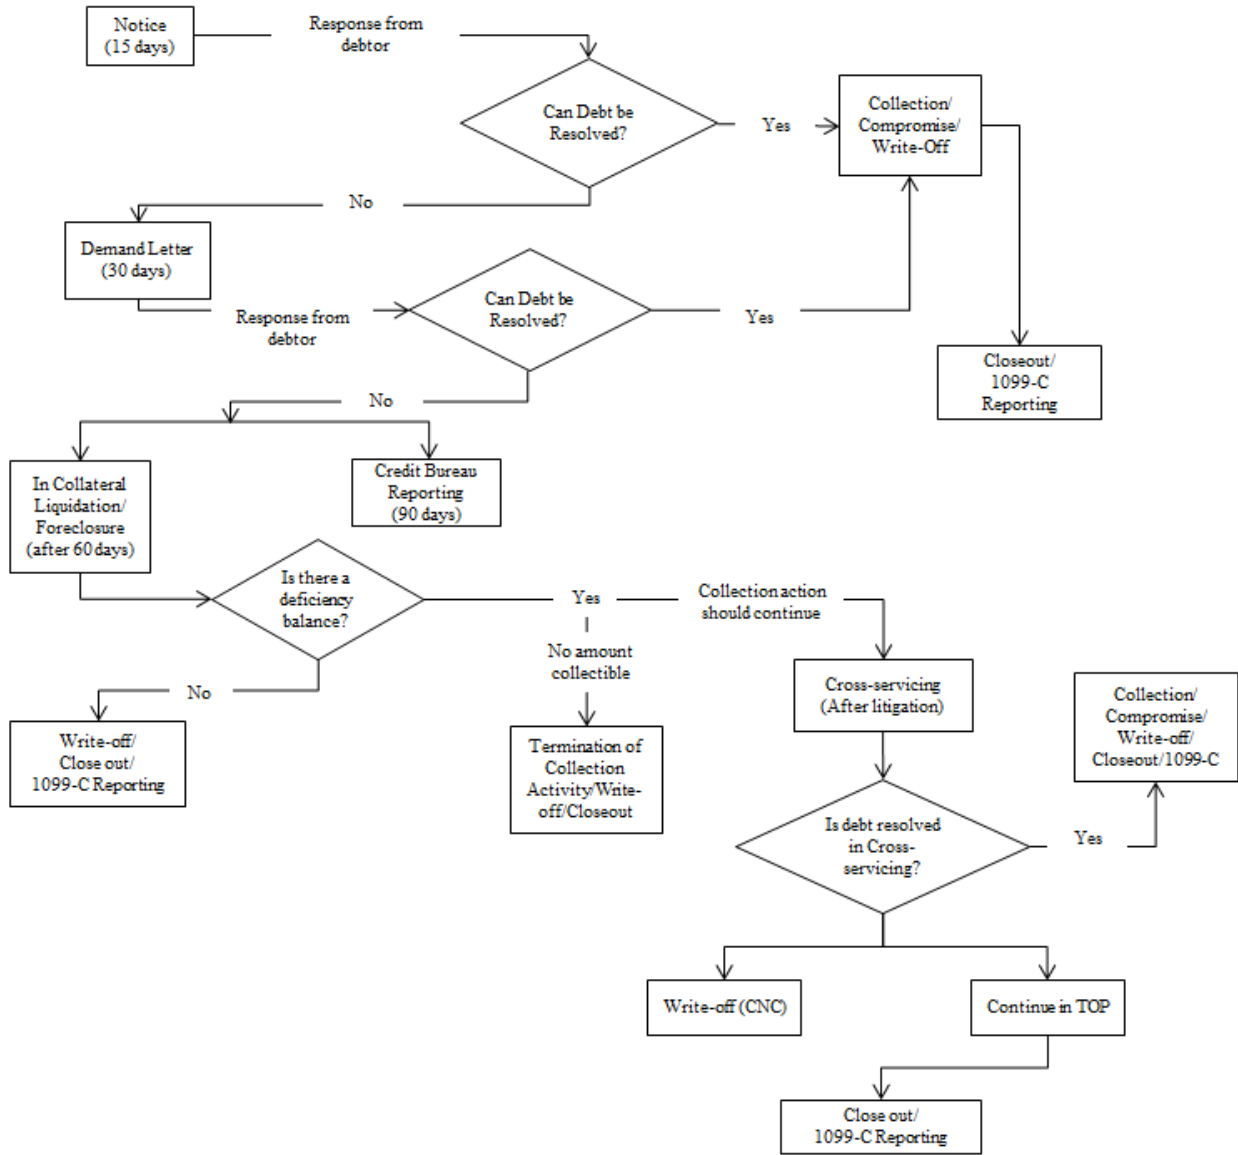 Notice
(15 days)
Response from
debtor
Can Debt be
Resolved?
Yes
Collection/
Compromise/
Write-Off
No
Demand Letter
(30 days)
Response from
debtor
Can Debt be
Resolved?
Yes
Closeout/
1099-C
Reporting
No
In Collateral
Liquidation/
Foreclosure
(after 60 days)
Credit Bureau
Reporting
(90 days)
Is there a
deficiency
balance?
Yes
Collection action
should continue
No amount
collectible
No
Write-off/
Close out/
1099-C Reporting
Termination of
Collection
Activity/Write-
off/Closeout
Cross-servicing
(After litigation)
Collection/
Compromise/
Write-off/
Closeout/1099-C
Is debt resolved
in Cross-
servicing?
Yes
Write-off (CNC)
Continue in TOP
Close out/
1099-C Reporting